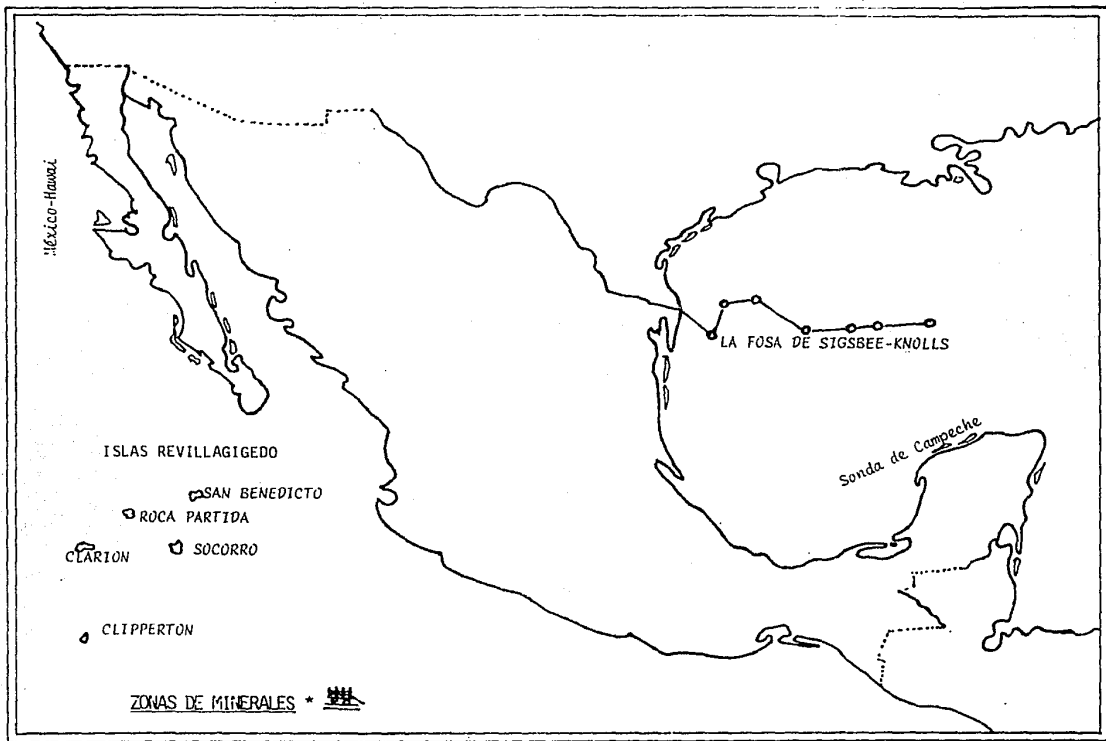 México-Hawai
LA FOSA DE SIGSBEE-KNOLLS
Sonda de Campeche
ISLAS REVILLAGIGEDO
SAN BENEDICTO
ROCA PARTIDA
CLARION
SOCORRO
CLIPPERTON
ZONAS DE MINERALES *